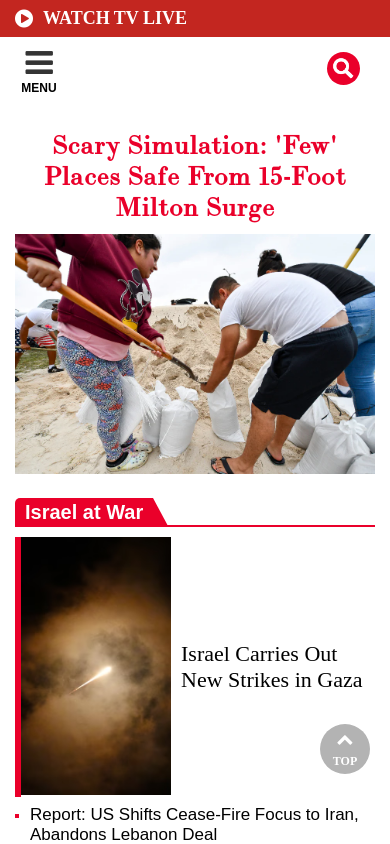 WATCH TV LIVE
MENU
Scary Simulation: 'Few'
Places Safe From 15-Foot
Milton Surge
Israel at War
Israel Carries Out
New Strikes in Gaza
TOP
Report: US Shifts Cease-Fire Focus to Iran,
Abandons Lebanon Deal